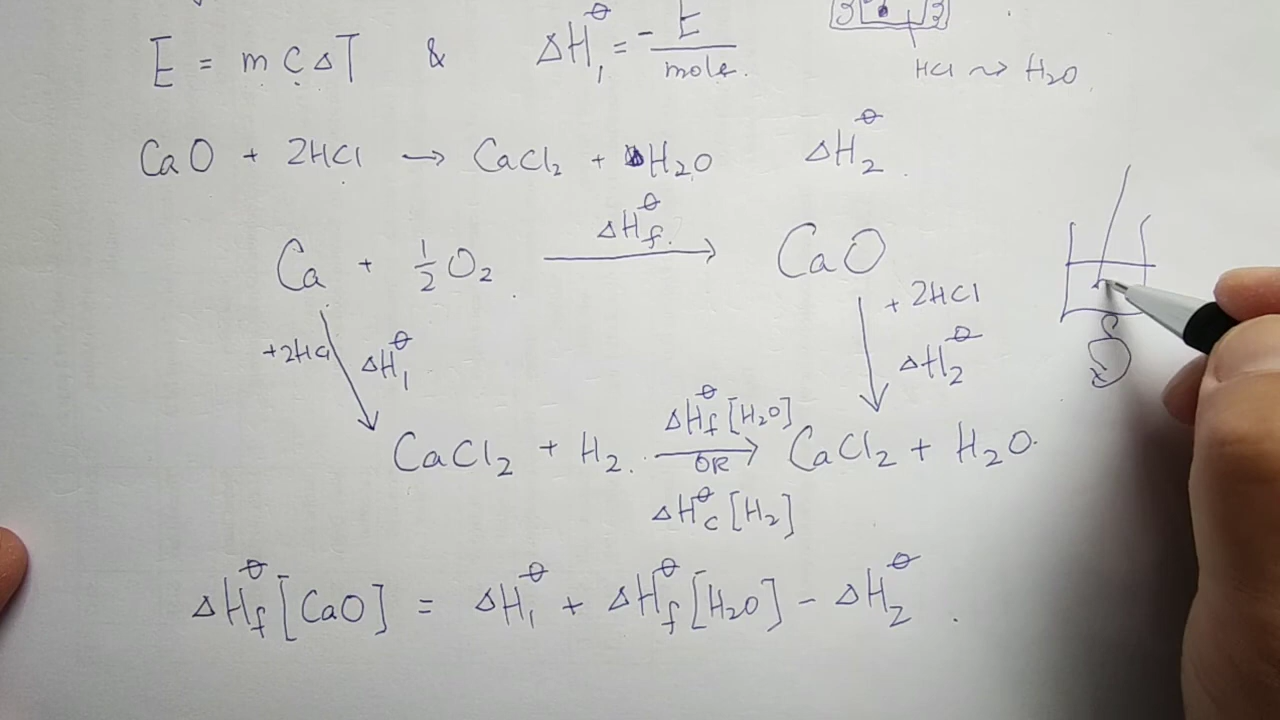 E = mcΔT & ΔH₁⦵ = - E/mole.
HCl ⇝ H₂O
CaO + 2HCl → CaCl₂ + H₂O ΔH₂⦵
Ca + ½O₂ ΔHf⦵. → CaO
+2HCl ΔH₁⦵
+ 2HCl ΔH₂⦵
CaCl₂ + H₂. ΔHf⦵[H₂O] → CaCl₂ + H₂O.
OR
ΔHc⦵[H₂]
ΔHf⦵[CaO] = ΔH₁⦵ + ΔHf⦵[H₂O] - ΔH₂⦵.